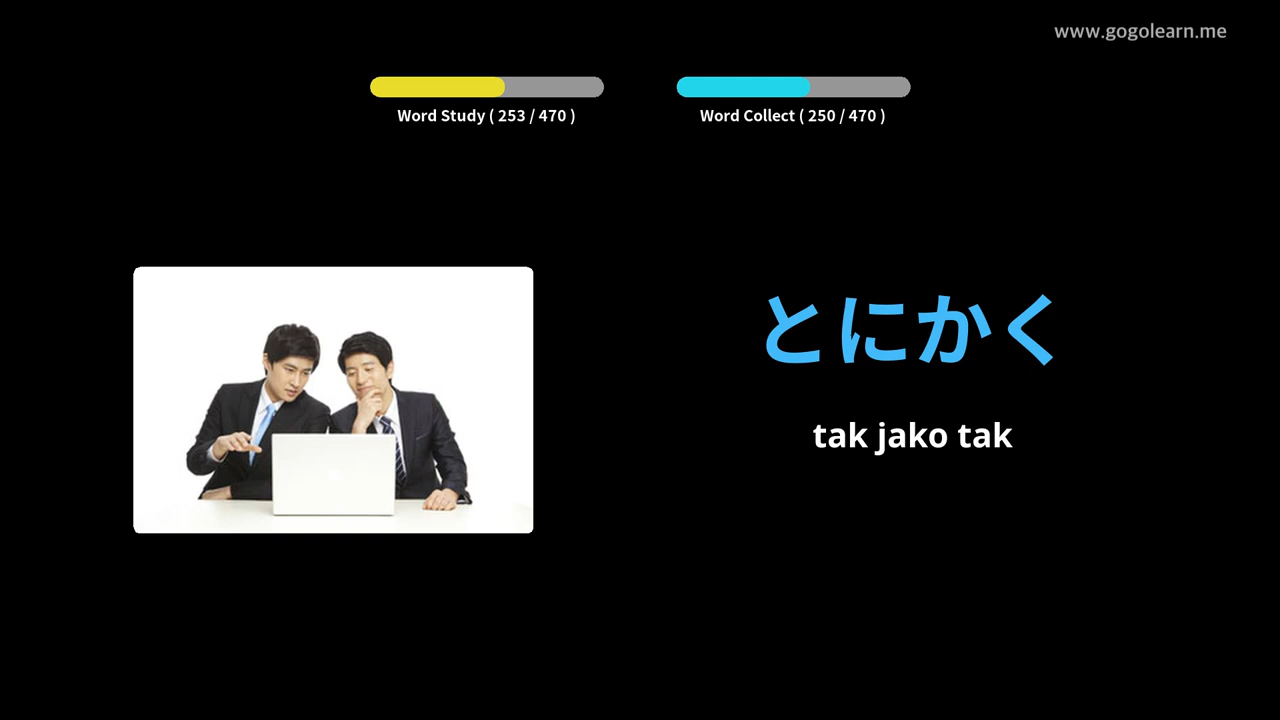 www.gogolearn.me
Word Study ( 253 / 470 )
Word Collect ( 250 / 470 )
とにかく
tak jako tak